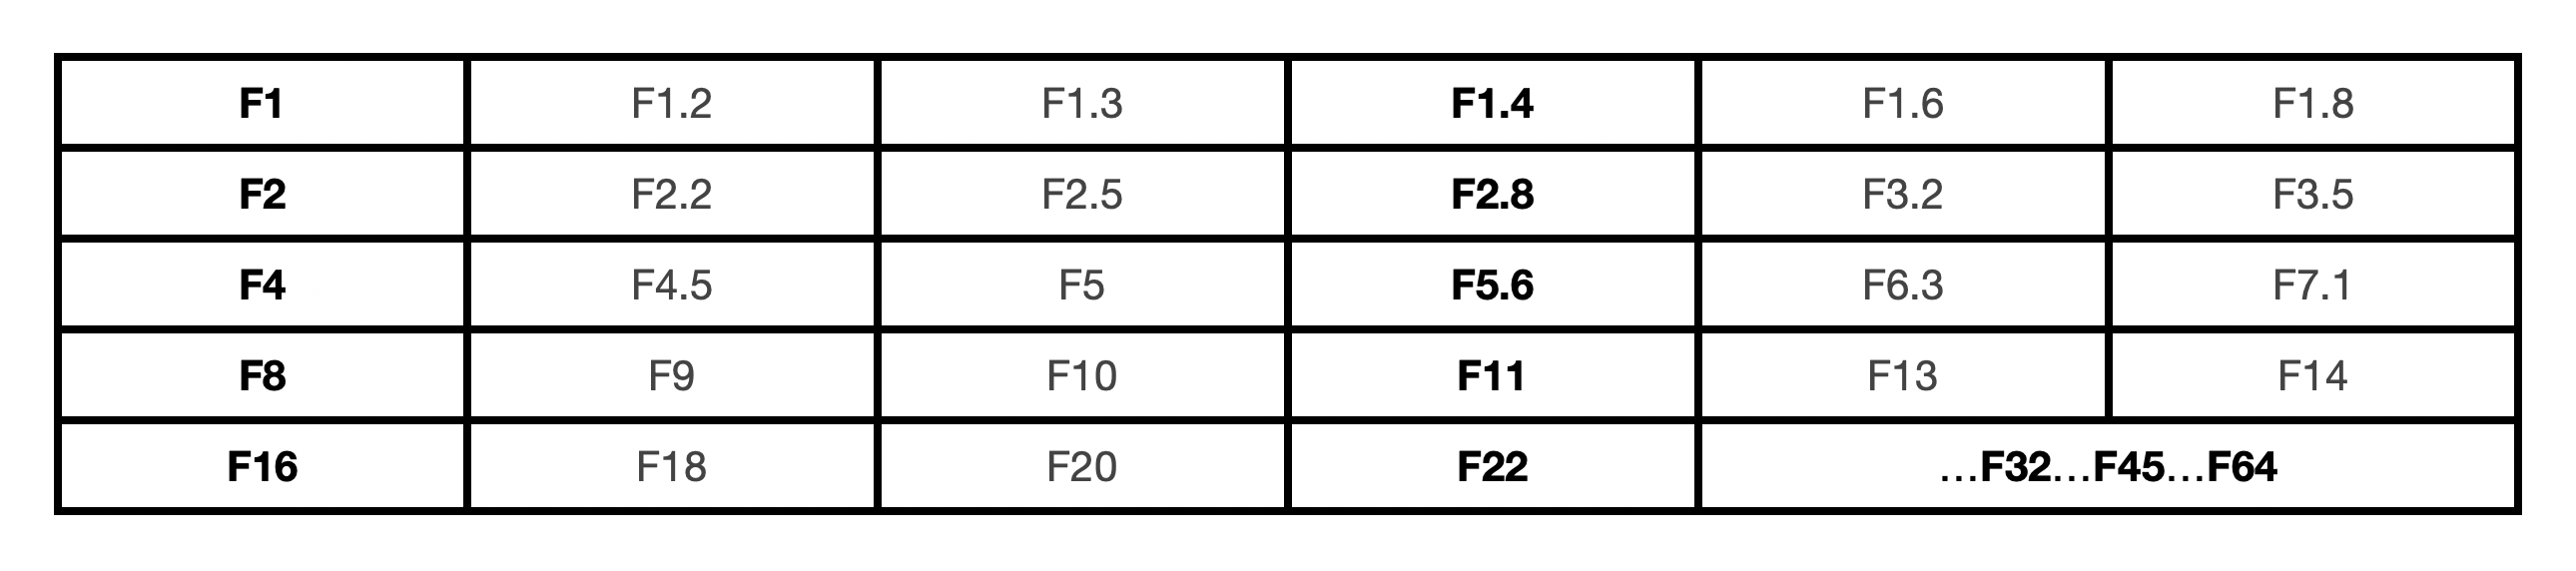 F1 F1.2 F1.3 F1.4 F1.6 F1.8
F2 F2.2 F2.5 F2.8 F3.2 F3.5
F4 F4.5 F5 F5.6 F6.3 F7.1
F8 F9 F10 F11 F13 F14
F16 F18 F20 F22 …F32…F45…F64